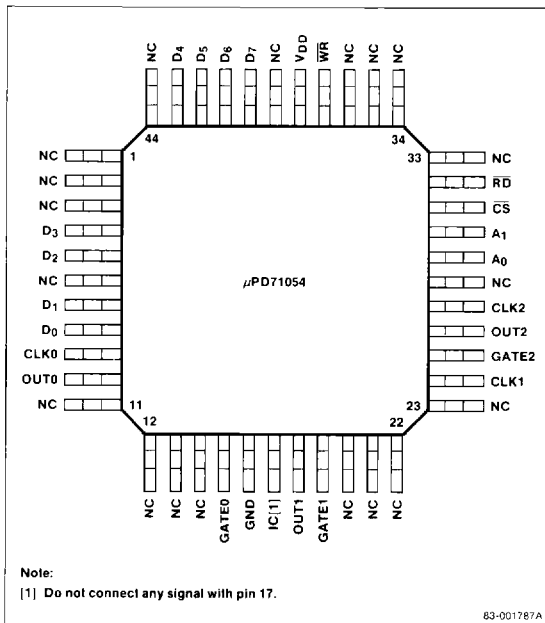 NC D4 D5 D6 D7 NC VDD W̅R̅ NC NC NC
44 34
1 33
NC NC
NC R̅D̅
NC C̅S̅
D3 A1
D2 A0
NC NC
D1 CLK2
D0 OUT2
CLK0 GATE2
OUT0 CLK1
NC NC
µPD71054
11 23
12 22
NC NC NC GATE0 GND IC[1] OUT1 GATE1 NC NC NC
Note:
[1] Do not connect any signal with pin 17.
83-001787A